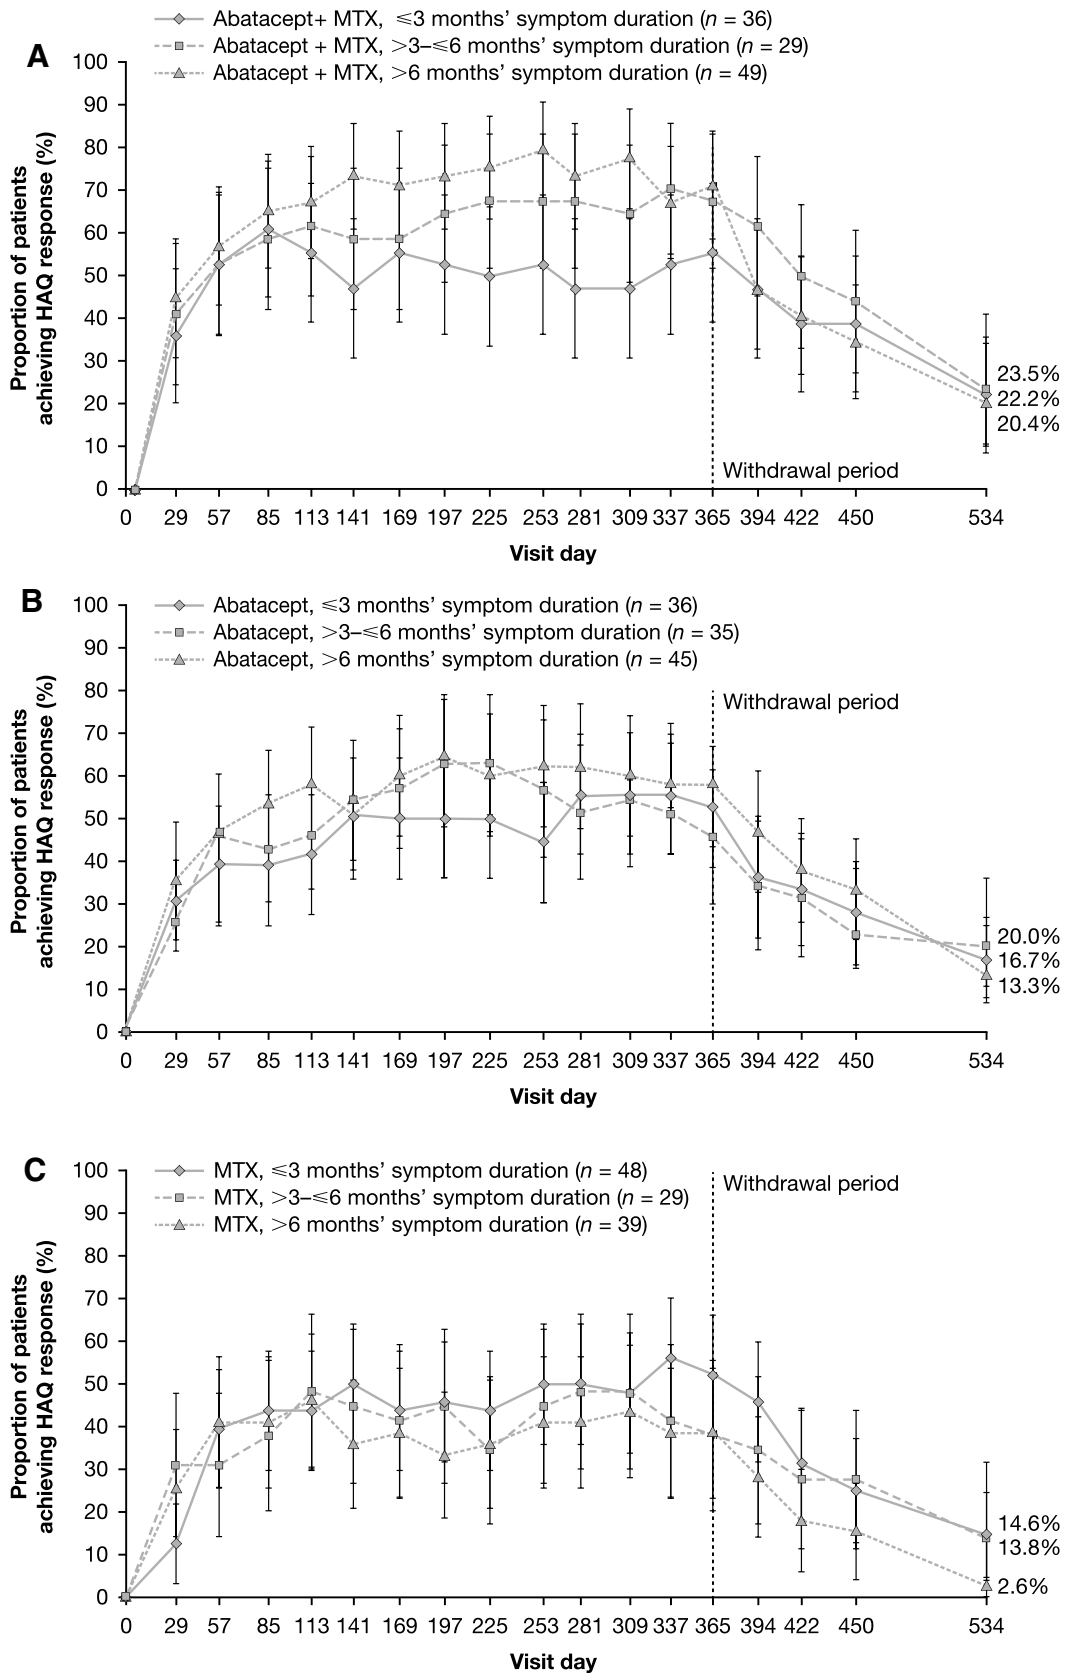 Abatacept+ MTX, ⩽3 months’ symptom duration (n = 36)
Abatacept + MTX, >3–⩽6 months’ symptom duration (n = 29)
Abatacept + MTX, >6 months’ symptom duration (n = 49)
A
Proportion of patients
achieving HAQ response (%)
100
90
80
70
60
50
40
30
20
10
0
23.5%
22.2%
20.4%
Withdrawal period
0 29 57 85 113 141 169 197 225 253 281 309 337 365 394 422 450 534
Visit day
B
Abatacept, ⩽3 months’ symptom duration (n = 36)
Abatacept, >3–⩽6 months’ symptom duration (n = 35)
Abatacept, >6 months’ symptom duration (n = 45)
Proportion of patients
achieving HAQ response (%)
100
90
80
70
60
50
40
30
20
10
0
Withdrawal period
20.0%
16.7%
13.3%
0 29 57 85 113 141 169 197 225 253 281 309 337 365 394 422 450 534
Visit day
C
MTX, ⩽3 months’ symptom duration (n = 48)
MTX, >3–⩽6 months’ symptom duration (n = 29)
MTX, >6 months’ symptom duration (n = 39)
Proportion of patients
achieving HAQ response (%)
100
90
80
70
60
50
40
30
20
10
0
Withdrawal period
14.6%
13.8%
2.6%
0 29 57 85 113 141 169 197 225 253 281 309 337 365 394 422 450 534
Visit day